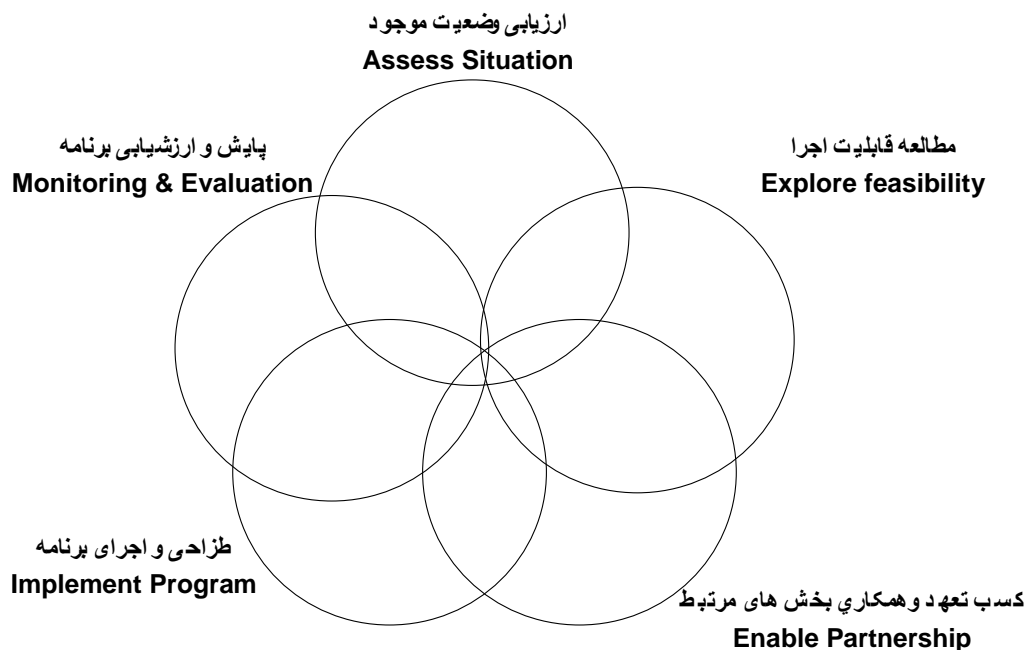 ارزیابی وضعیت موجود
Assess Situation
پایش و ارزشیابی برنامه
Monitoring & Evaluation
مطالعه قابلیت اجرا
Explore feasibility
طزاحی و اجرای برنامه
Implement Program
کسب تعهد وهمکاري بخش های مرتبط
Enable Partnership